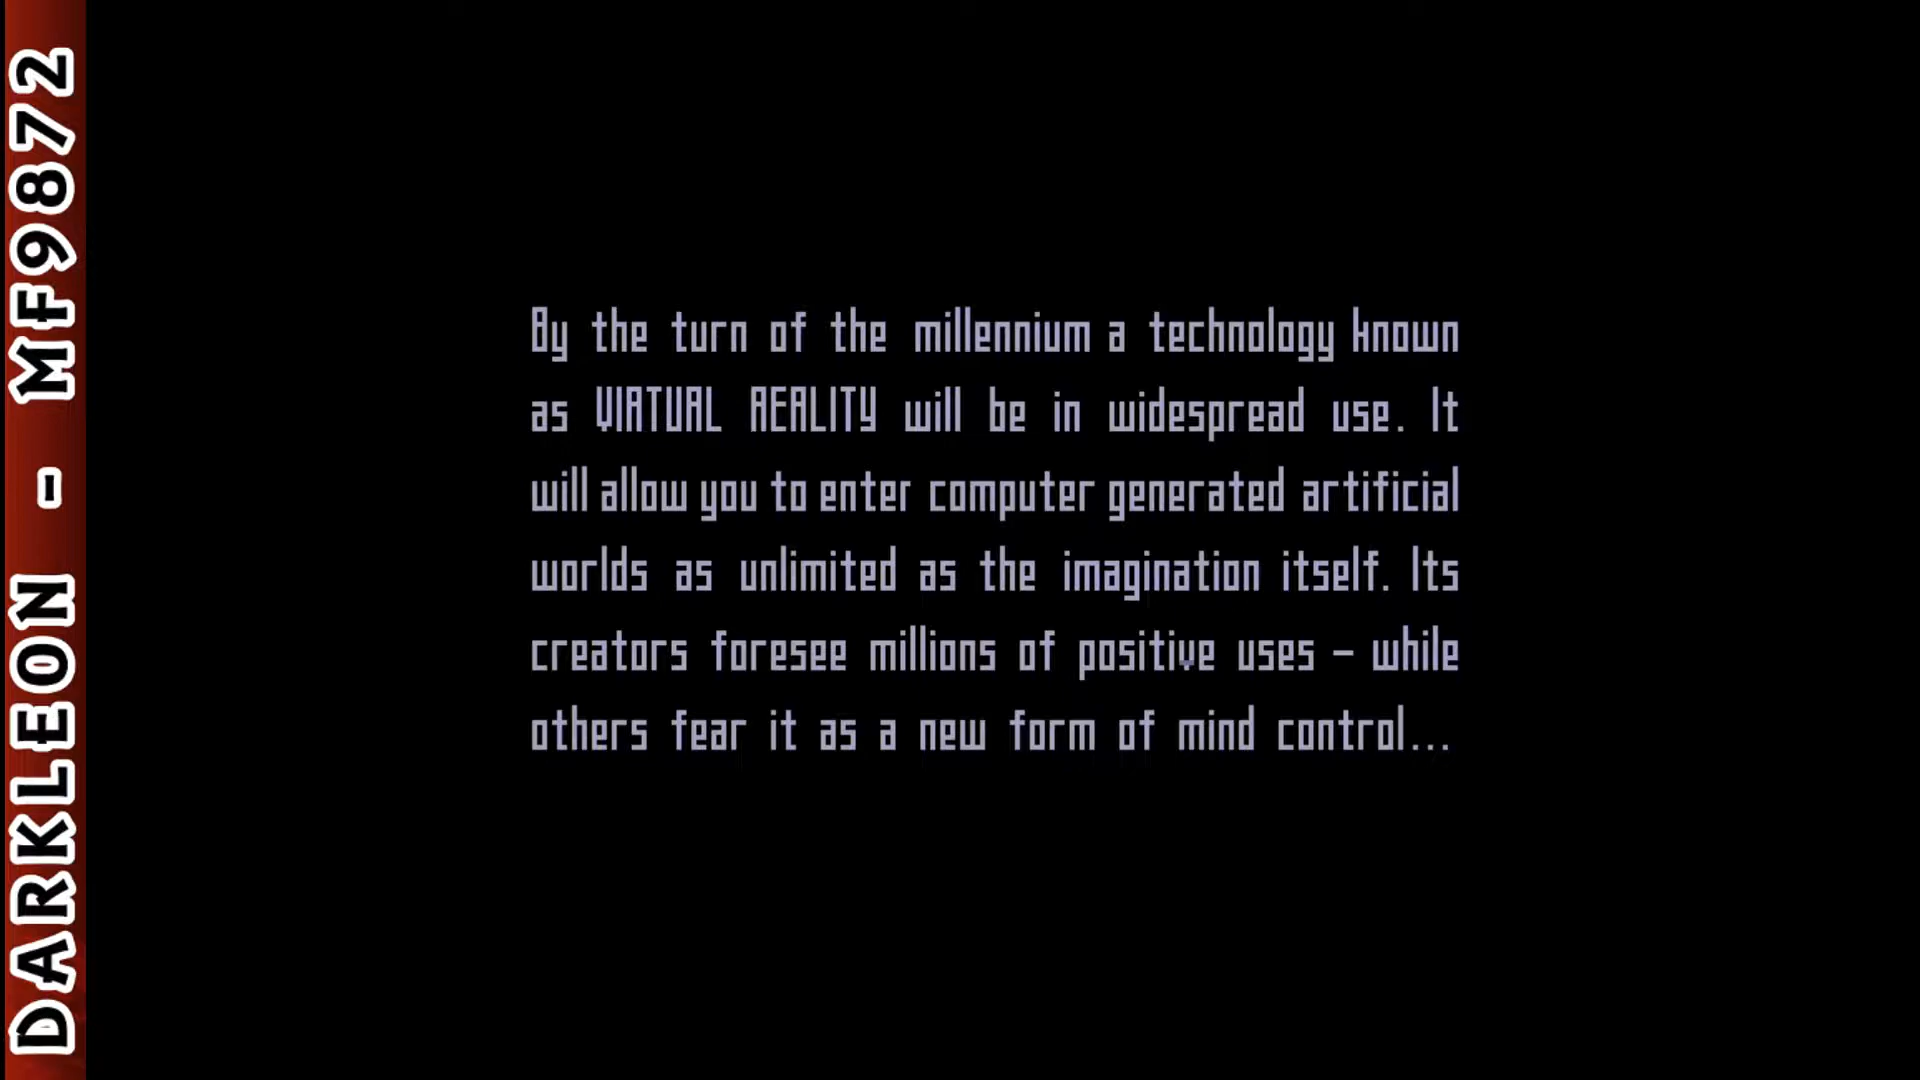 DARKLEON - MF9872
By the turn of the millennium a technology known
as VIRTUAL REALITY will be in widespread use. It
will allow you to enter computer generated artificial
worlds as unlimited as the imagination itself. Its
creators foresee millions of positive uses – while
others fear it as a new form of mind control...